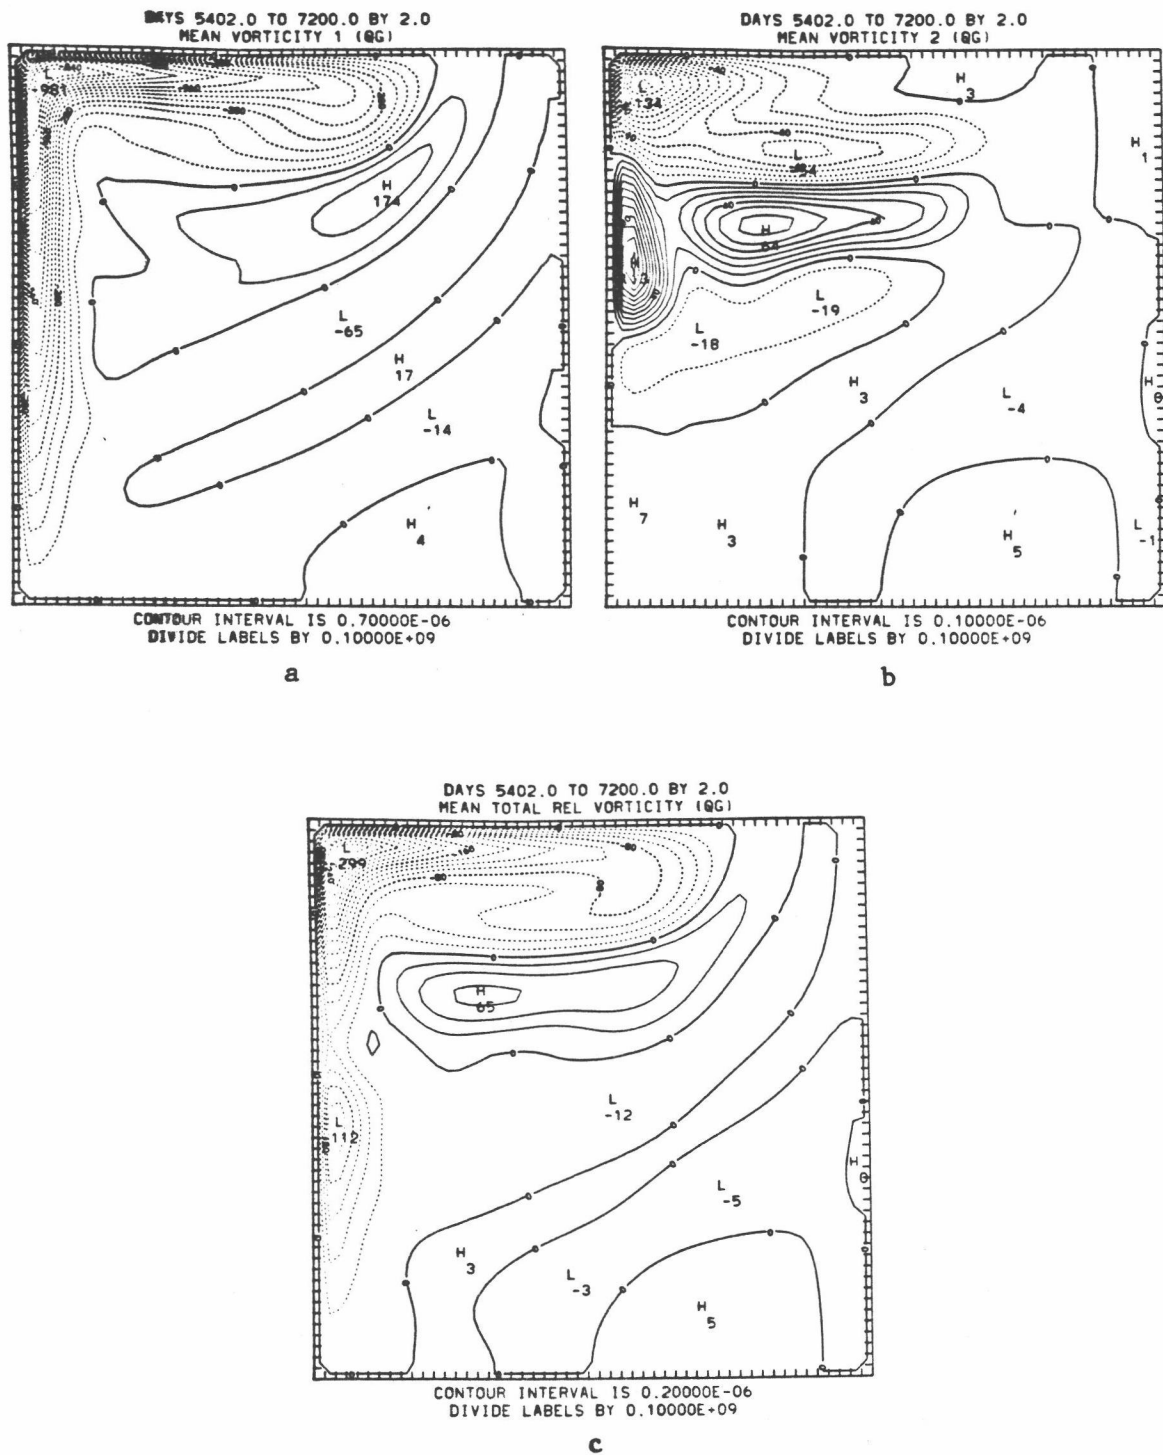 DAYS 5402.0 TO 7200.0 BY 2.0
MEAN VORTICITY 1 (QG)
L
-981
H
174
L
-65
H
17
L
-14
H
4
CONTOUR INTERVAL IS 0.70000E-06
DIVIDE LABELS BY 0.10000E+09
a
DAYS 5402.0 TO 7200.0 BY 2.0
MEAN VORTICITY 2 (QG)
L
-134
H
3
H
1
L
H
64
L
-19
L
-18
H
3
L
-4
H
0
H
7
H
3
H
5
L
-1
CONTOUR INTERVAL IS 0.10000E-06
DIVIDE LABELS BY 0.10000E+09
b
DAYS 5402.0 TO 7200.0 BY 2.0
MEAN TOTAL REL VORTICITY (QG)
L
-299
-80
-160
-80
-80
H
65
L
-12
L
-112
H
0
L
-5
H
3
L
-3
H
5
CONTOUR INTERVAL IS 0.20000E-06
DIVIDE LABELS BY 0.10000E+09
c